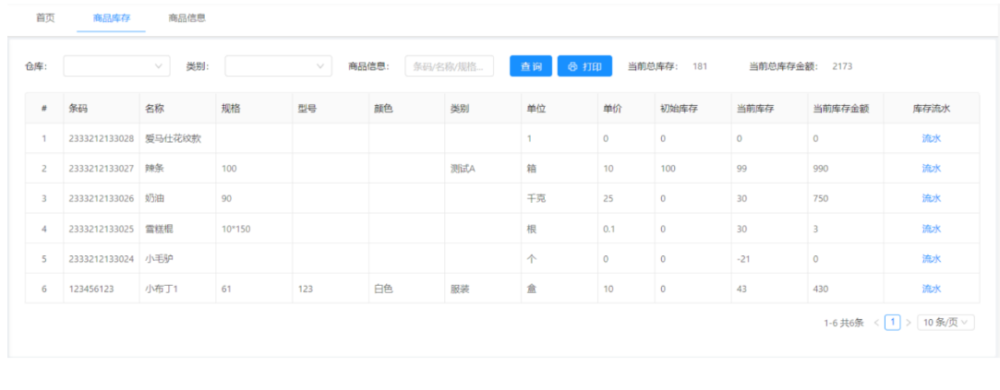 首页 商品库存 商品信息
仓库： 类别： 商品信息： 条码/名称/规格... 查询 打印 当前总库存： 181 当前总库存金额： 2173
# 条码 名称 规格 型号 颜色 类别 单位 单价 初始库存 当前库存 当前库存金额 库存流水
1 2333212133028 爱马仕花纹款 1 0 0 0 0 流水
2 2333212133027 辣条 100 测试A 箱 10 100 99 990 流水
3 2333212133026 奶油 90 千克 25 0 30 750 流水
4 2333212133025 雪糕棍 10*150 根 0.1 0 30 3 流水
5 2333212133024 小毛驴 个 0 0 -21 0 流水
6 123456123 小布丁1 61 123 白色 服装 盒 10 0 43 430 流水
1-6 共6条 < 1 > 10 条/页